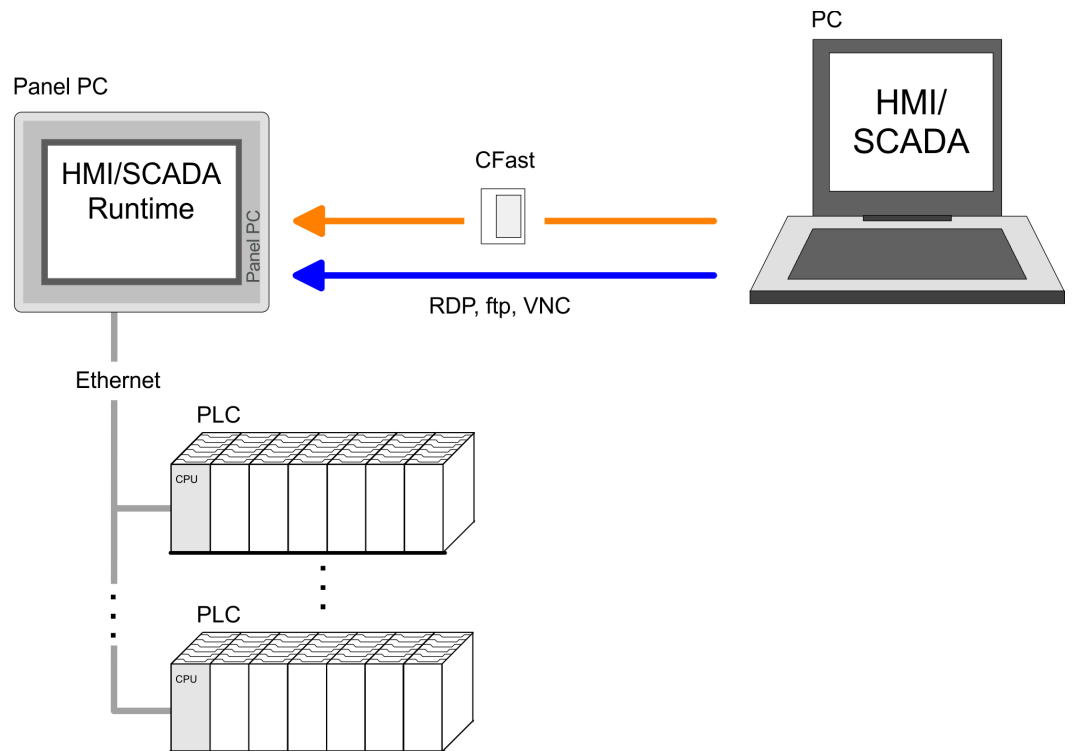 PC
Panel PC
HMI/SCADA
Runtime
Panel PC
CFast
HMI/
SCADA
RDP, ftp, VNC
Ethernet
PLC
CPU
PLC
CPU